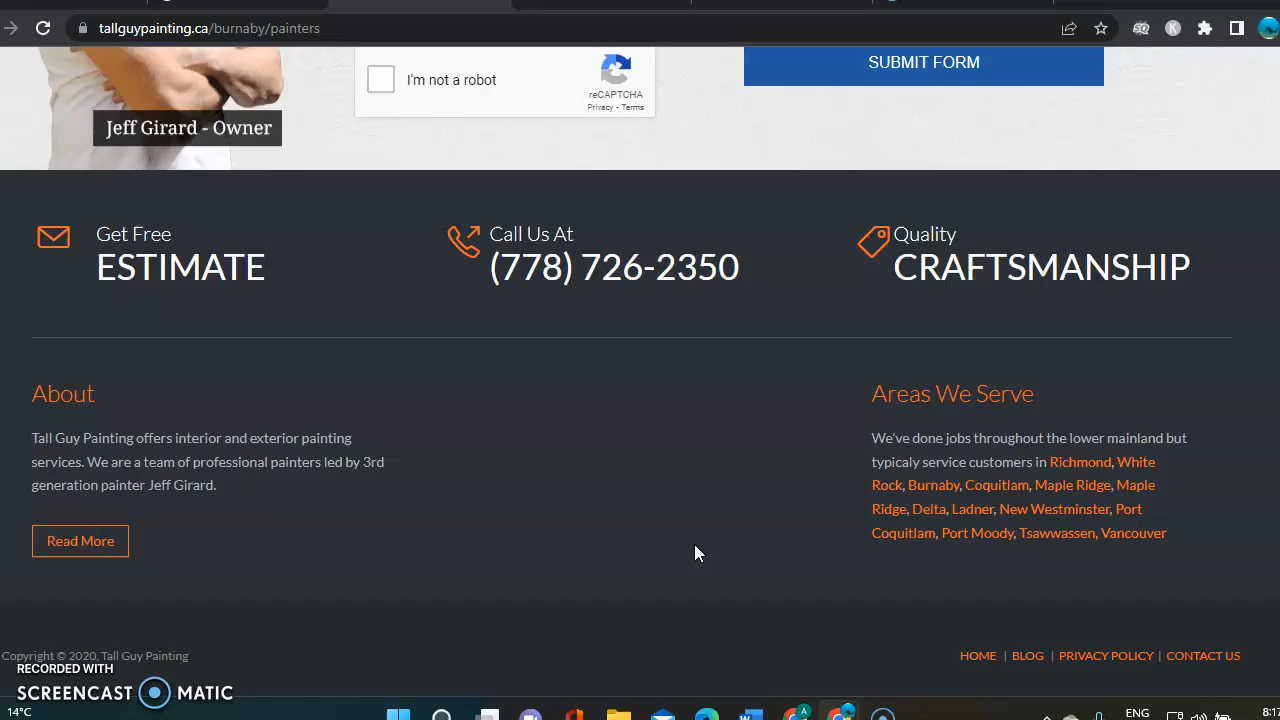 tallguypainting.ca/burnaby/painters
I'm not a robot
reCAPTCHA
Privacy - Terms
SUBMIT FORM
Jeff Girard - Owner
Get Free
ESTIMATE
Call Us At
(778) 726-2350
Quality
CRAFTSMANSHIP
About
Tall Guy Painting offers interior and exterior painting
services. We are a team of professional painters led by 3rd
generation painter Jeff Girard.
Read More
Areas We Serve
We've done jobs throughout the lower mainland but
typicaly service customers in Richmond, White
Rock, Burnaby, Coquitlam, Maple Ridge, Maple
Ridge, Delta, Ladner, New Westminster, Port
Coquitlam, Port Moody, Tsawwassen, Vancouver
Copyright © 2020, Tall Guy Painting
HOME | BLOG | PRIVACY POLICY | CONTACT US
RECORDED WITH
SCREENCAST MATIC
14°C
ENG